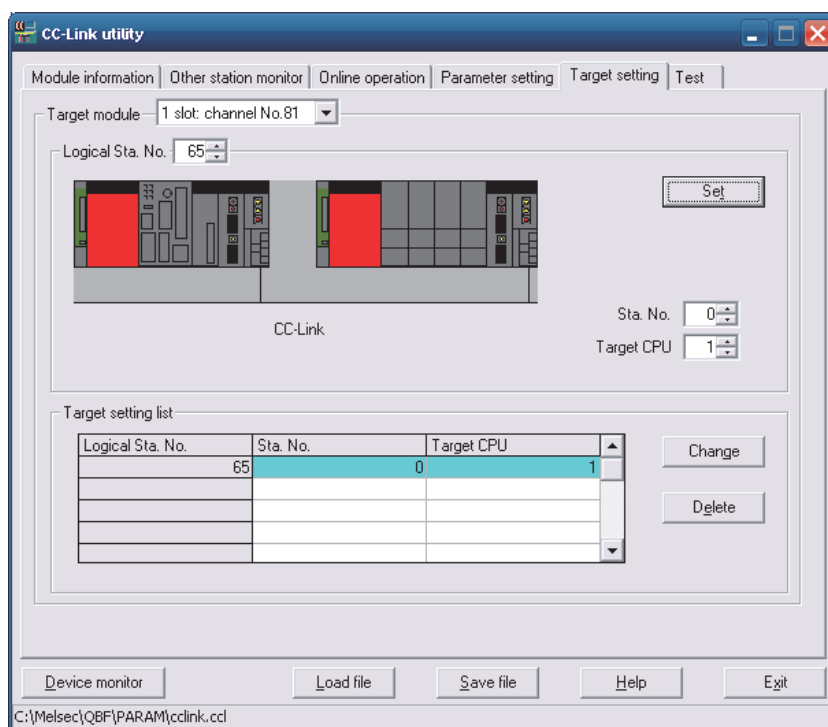 CC-Link utility
Module information Other station monitor Online operation Parameter setting Target setting Test
Target module 1 slot: channel No.81
Logical Sta. No. 65
Set
Sta. No. 0
CC-Link
Target CPU 1
Target setting list
Logical Sta. No. Sta. No. Target CPU
Change
65 0 1
Delete
Device monitor Load file Save file Help Exit
C:\Melsec\QBF\PARAM\cclink.ccl